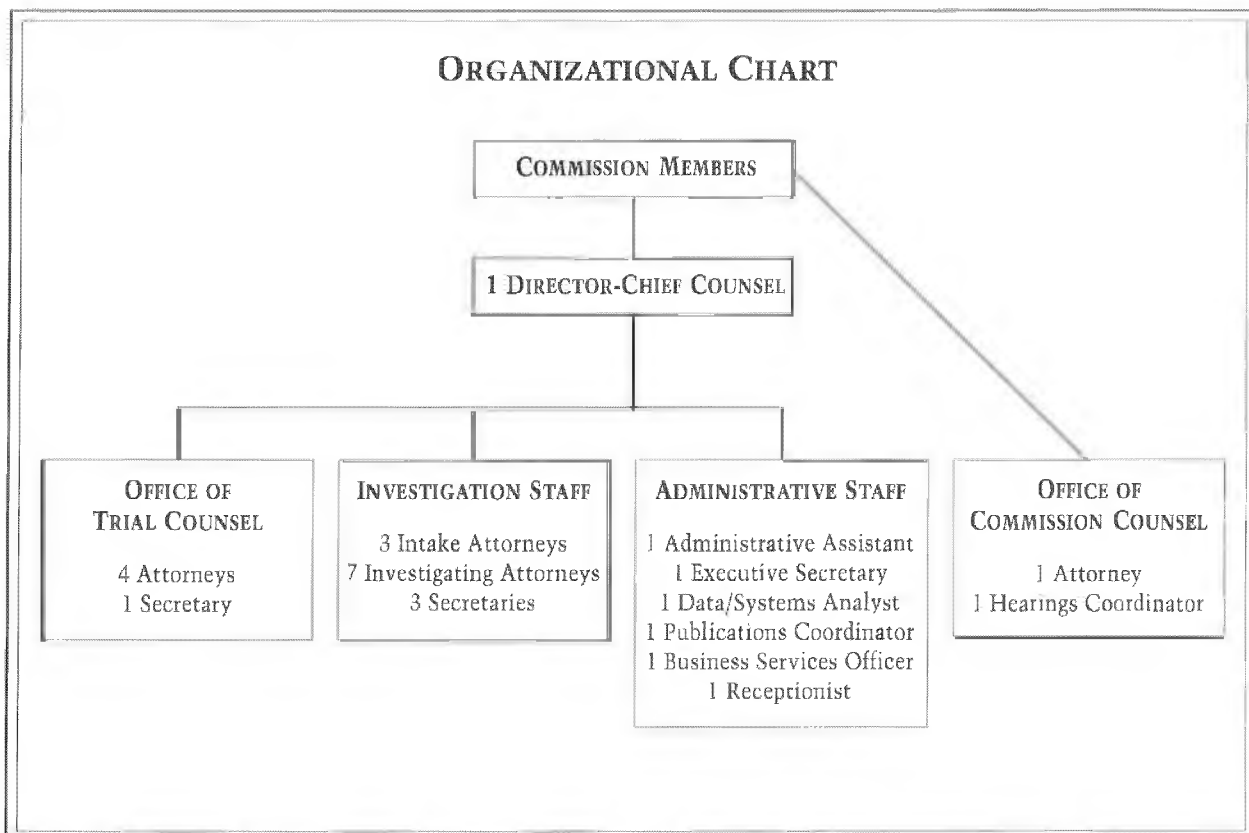 ORGANIZATIONAL CHART
COMMISSION MEMBERS
1 DIRECTOR-CHIEF COUNSEL
OFFICE OF
TRIAL COUNSEL
4 Attorneys
1 Secretary
INVESTIGATION STAFF
3 Intake Attorneys
7 Investigating Attorneys
3 Secretaries
ADMINISTRATIVE STAFF
1 Administrative Assistant
1 Executive Secretary
1 Data/Systems Analyst
1 Publications Coordinator
1 Business Services Officer
1 Receptionist
OFFICE OF
COMMISSION COUNSEL
1 Attorney
1 Hearings Coordinator